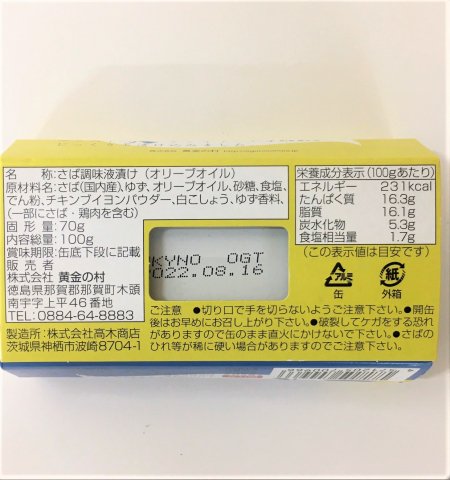 名　称:さば調味液漬け（オリーブオイル）
原材料名:さば(国内産)､ゆず､オリーブオイル､砂糖､食塩､
でん粉､チキンブイヨンパウダー､白こしょう､ゆず香料､
(一部にさば・鶏肉を含む)
固 形 量:70g
内容総量:100g
賞味期限:缶底下段に記載
販 売 者
株式会社 黄金の村
徳島県那賀郡那賀町木頭
南宇字上平46番地
TEL:0884-64-8883
製造所:株式会社高木商店
茨城県神栖市波崎8704-1
KYNO OGT
2022.08.16
栄養成分表示(100gあたり)
エネルギー 231kcal
たんぱく質 16.3g
脂質 16.1g
炭水化物 5.3g
食塩相当量 1.7g
(この表示値は目安です)
アルミ
缶
紙
外箱
ご注意 ●切り口で手を切らないようご注意下さい。●開缶
後はお早めにお召し上り下さい。●破裂してケガをする恐れ
がありますので缶のまま直火にかけないで下さい。●さばの
ひれ等が稀に硬い場合がありますのでご注意下さい。